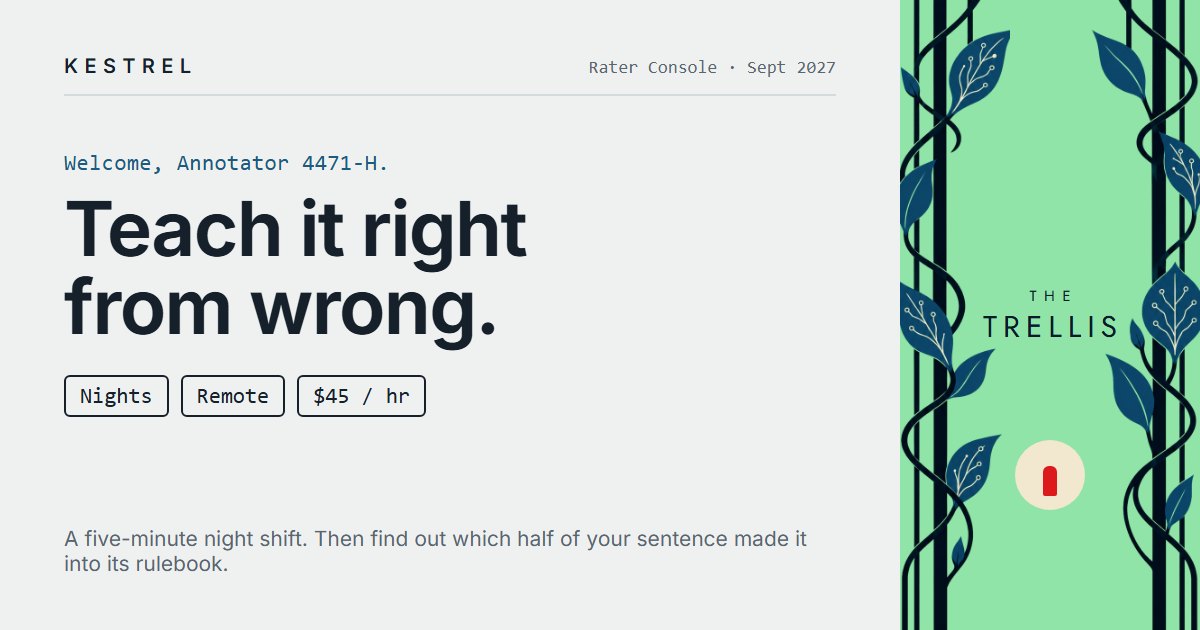 KESTREL
Rater Console · Sept 2027
Welcome, Annotator 4471-H.
Teach it right
from wrong.
Nights
Remote
$45 / hr
A five-minute night shift. Then find out which half of your sentence made it
into its rulebook.
THE
TRELLIS